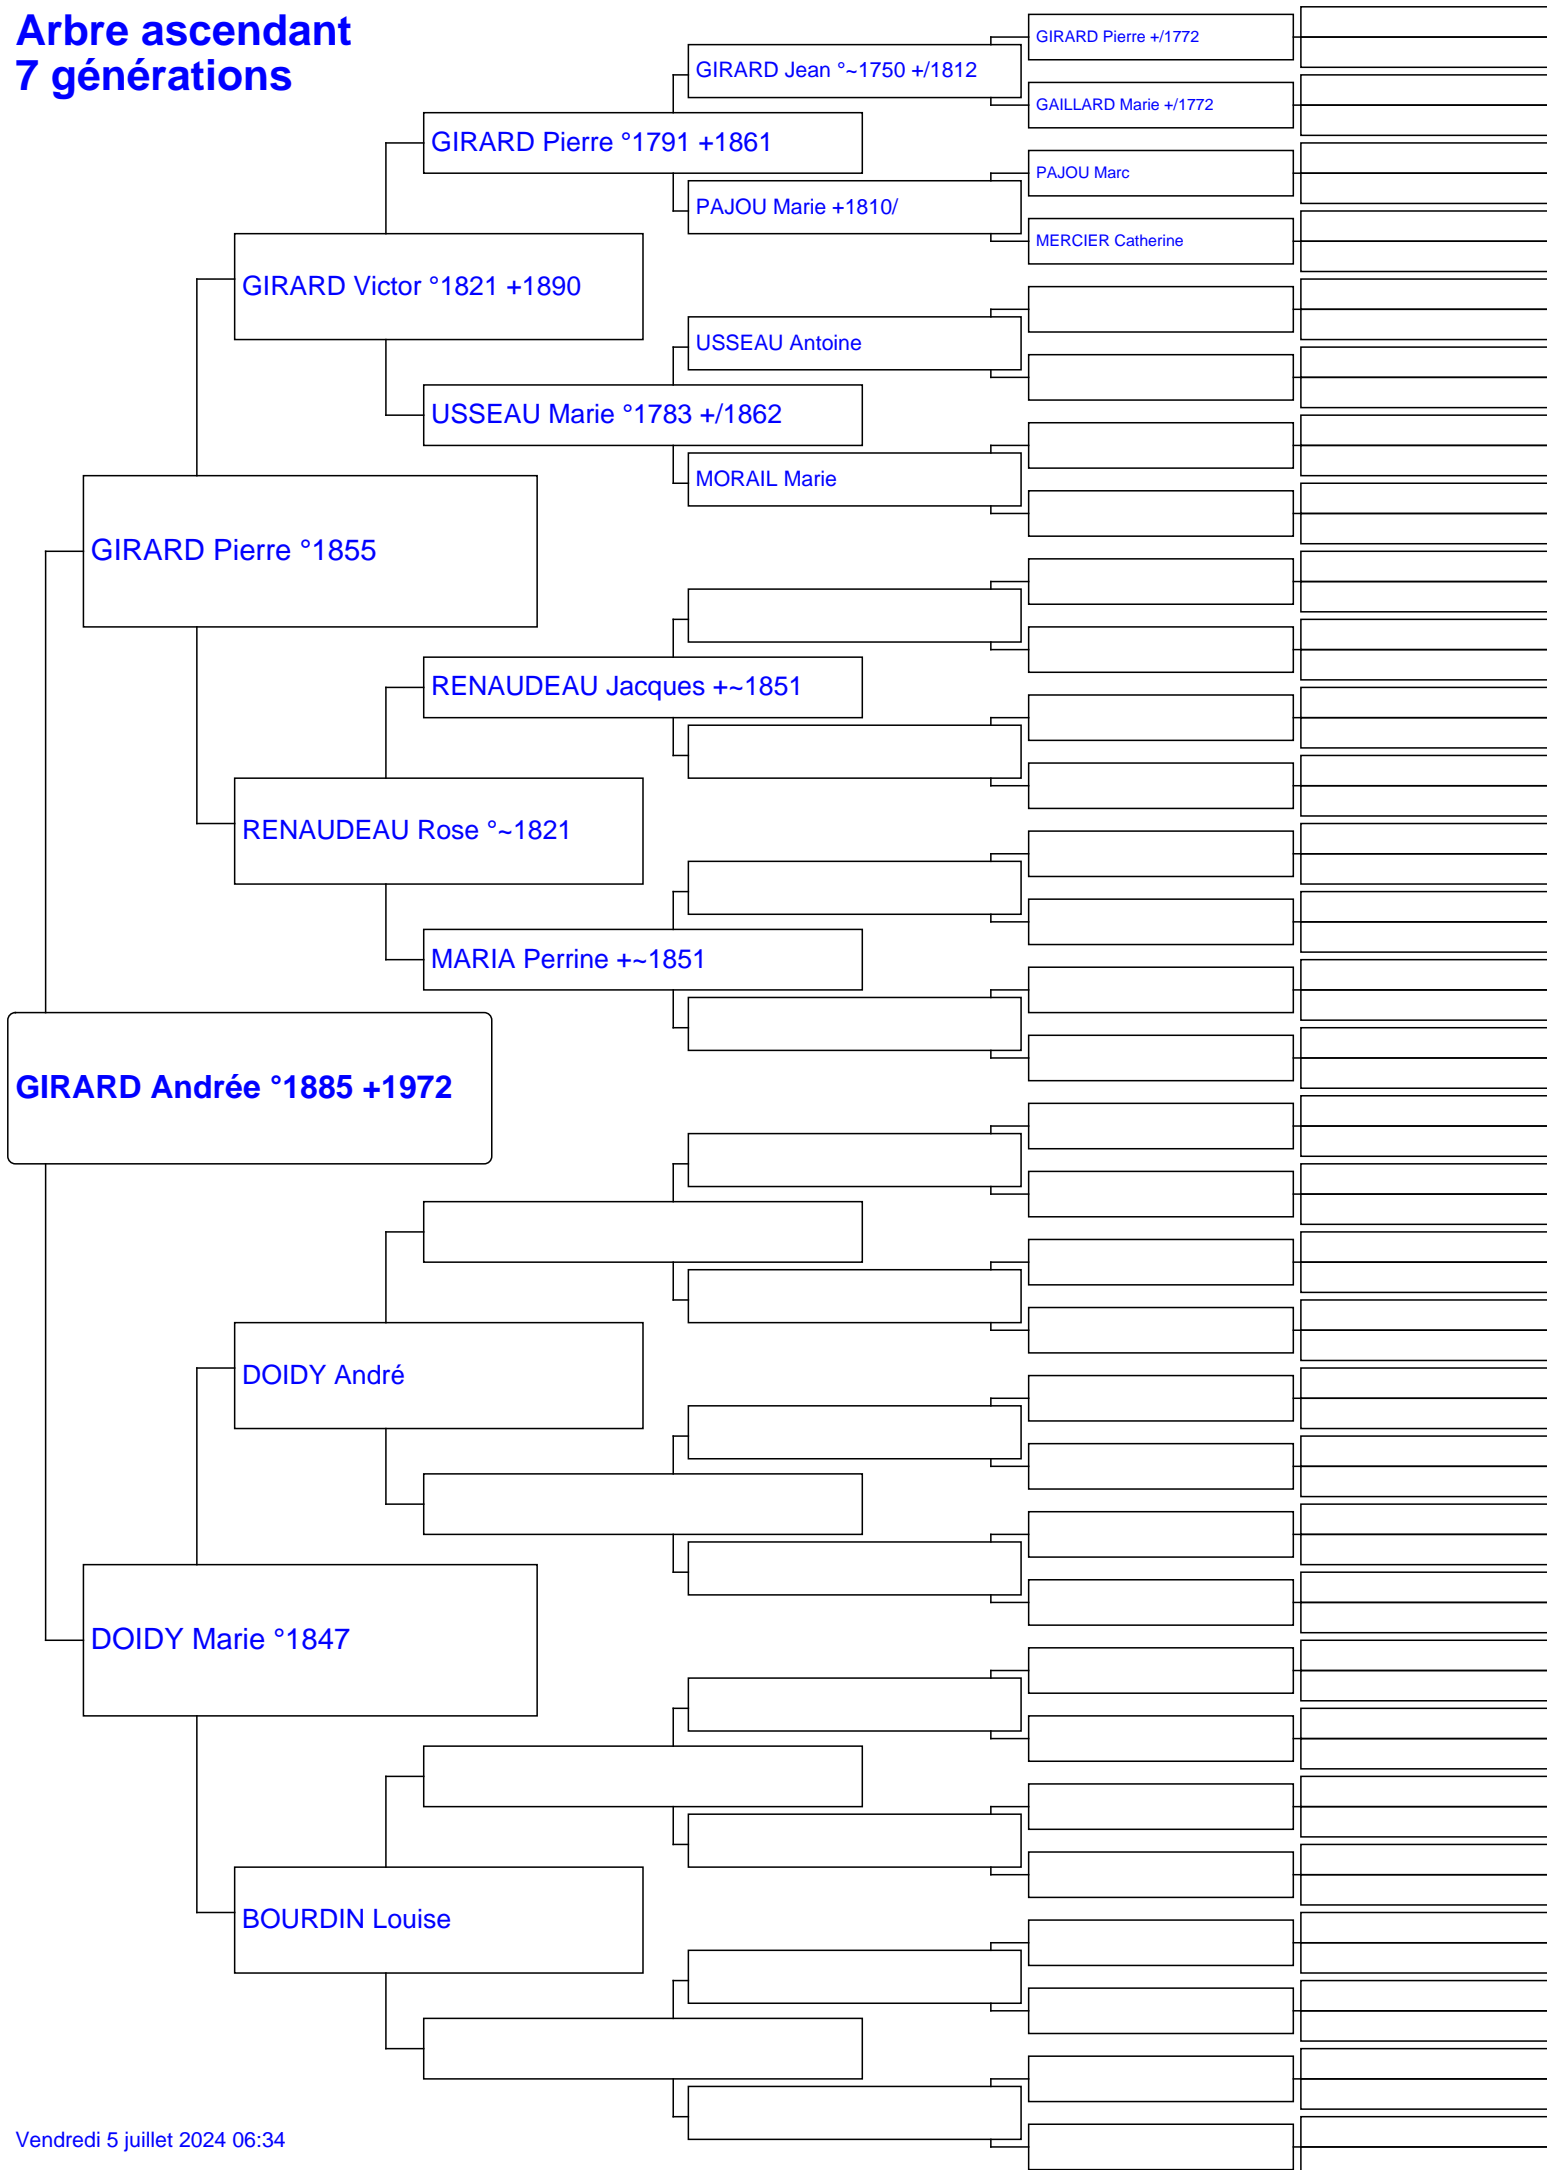 Arbre ascendant
7 générations
GIRARD Pierre +/1772
GIRARD Jean °~1750 +/1812
GAILLARD Marie +/1772
GIRARD Pierre °1791 +1861
PAJOU Marc
PAJOU Marie +1810/
MERCIER Catherine
GIRARD Victor °1821 +1890
USSEAU Antoine
USSEAU Marie °1783 +/1862
MORAIL Marie
GIRARD Pierre °1855
RENAUDEAU Jacques +~1851
RENAUDEAU Rose °~1821
MARIA Perrine +~1851
GIRARD Andrée °1885 +1972
DOIDY André
DOIDY Marie °1847
BOURDIN Louise
Vendredi 5 juillet 2024 06:34